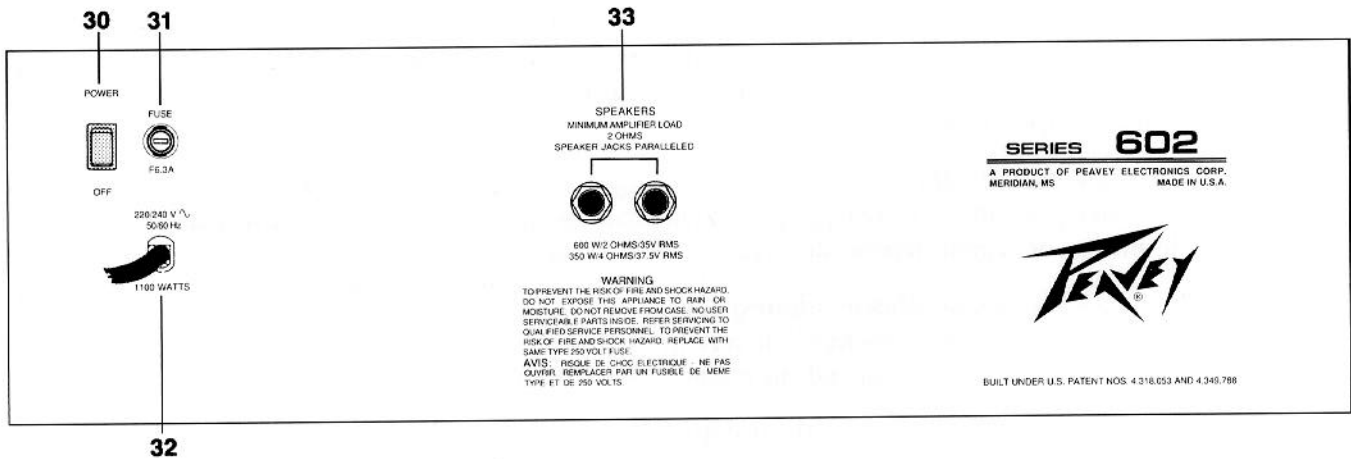 30
31
33
POWER
OFF
FUSE
F6.3A
220-240 V ∿
50/60 Hz
1100 WATTS
32
SPEAKERS
MINIMUM AMPLIFIER LOAD
2 OHMS
SPEAKER JACKS PARALLELED
600 W/2 OHMS/35V RMS
350 W/4 OHMS/37.5V RMS
WARNING
TO PREVENT THE RISK OF FIRE AND SHOCK HAZARD,
DO NOT EXPOSE THIS APPLIANCE TO RAIN OR
MOISTURE. DO NOT REMOVE FROM CASE. NO USER
SERVICEABLE PARTS INSIDE. REFER SERVICING TO
QUALIFIED SERVICE PERSONNEL. TO PREVENT THE
RISK OF FIRE AND SHOCK HAZARD, REPLACE WITH
SAME TYPE 250 VOLT FUSE.
AVIS: RISQUE DE CHOC ELECTRIQUE - NE PAS
OUVRIR. REMPLACER PAR UN FUSIBLE DE MEME
TYPE ET DE 250 VOLTS.
SERIES 602
A PRODUCT OF PEAVEY ELECTRONICS CORP.
MERIDIAN, MS MADE IN U.S.A.
PEAVEY®
BUILT UNDER U.S. PATENT NOS. 4,318,053 AND 4,349,788